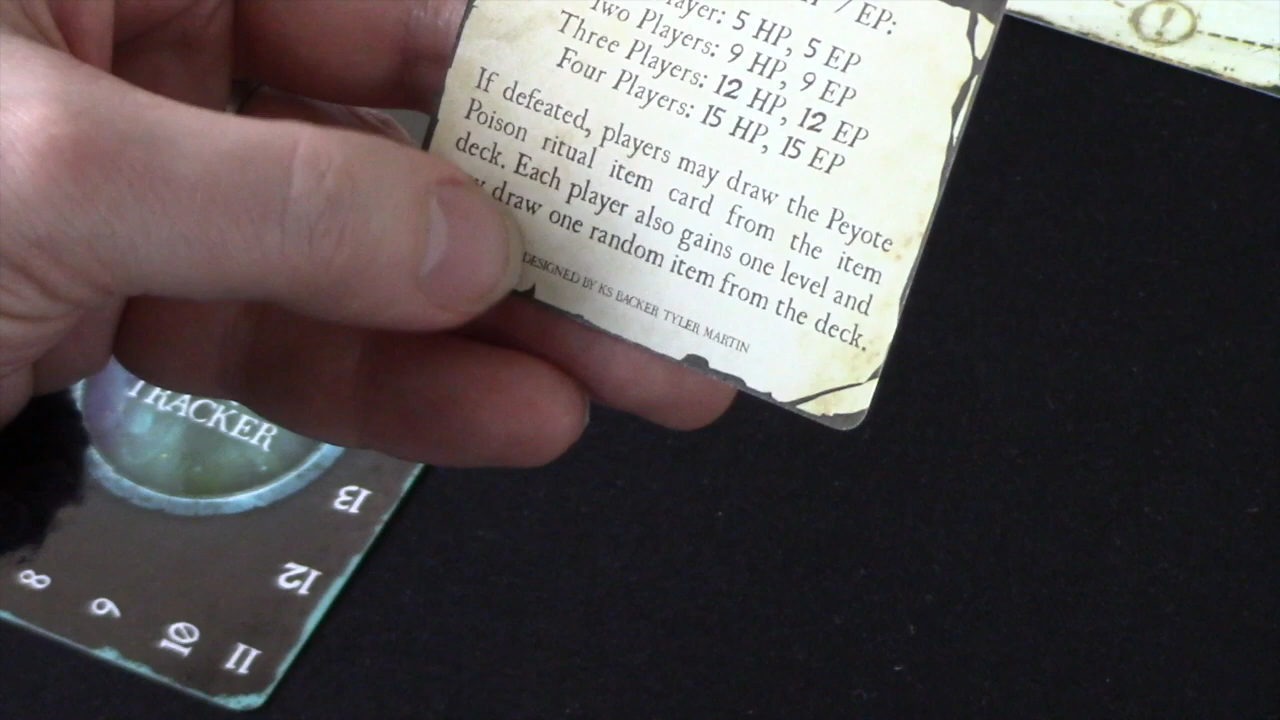 / EP:
Player: 5 HP, 5 EP
Two Players: 9 HP, 9 EP
Three Players: 12 HP, 12 EP
Four Players: 15 HP, 15 EP
If defeated, players may draw the Peyote
Poison ritual item card from the item
deck. Each player also gains one level and
draw one random item from the deck.
DESIGNED BY KS BACKER TYLER MARTIN
TRACKER
13
12
11
10
9
8